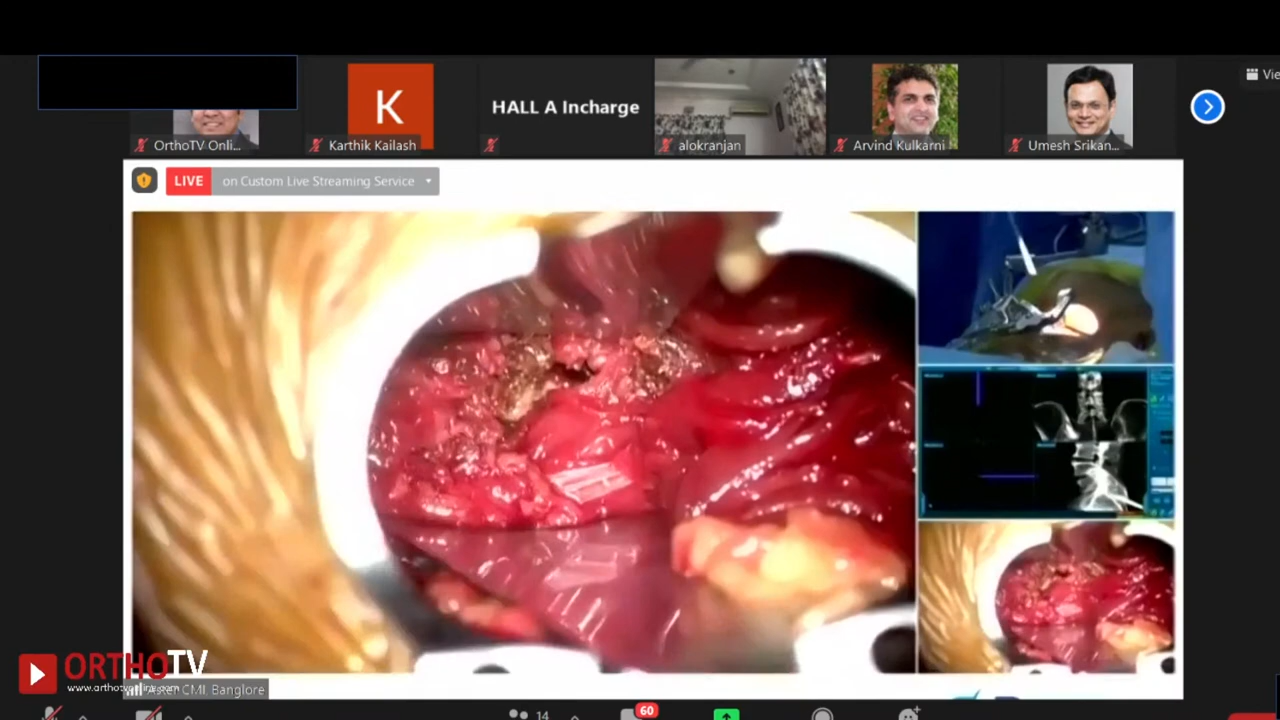 Vie
K
HALL A Incharge
OrthoTV Onli...
Karthik Kailash
alokranjan
Arvind Kulkarni
Umesh Srikan...
LIVE on Custom Live Streaming Service
ORTHOTV
Aster CMI, Banglore
60
14